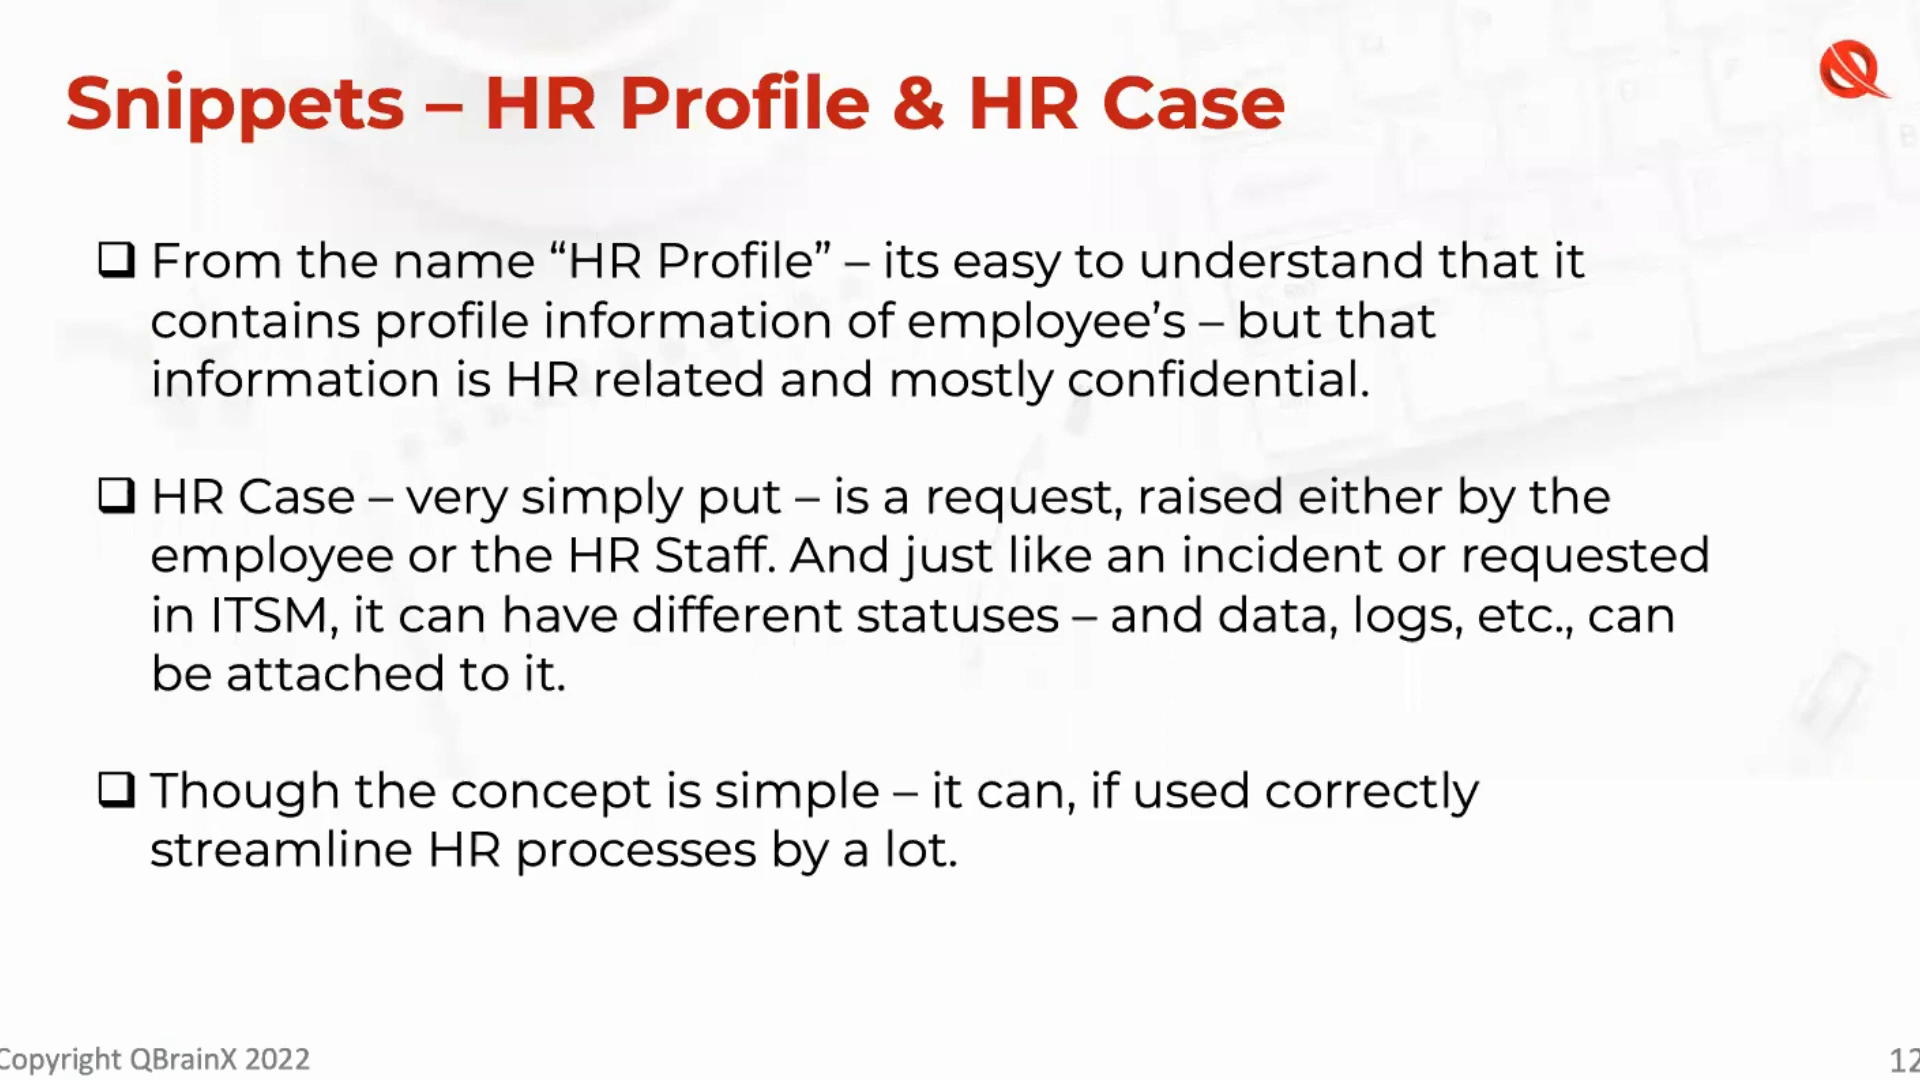 Snippets – HR Profile & HR Case
From the name “HR Profile” – its easy to understand that it
contains profile information of employee’s – but that
information is HR related and mostly confidential.
HR Case – very simply put – is a request, raised either by the
employee or the HR Staff. And just like an incident or requested
in ITSM, it can have different statuses – and data, logs, etc., can
be attached to it.
Though the concept is simple – it can, if used correctly
streamline HR processes by a lot.
Copyright QBrainX 2022
12